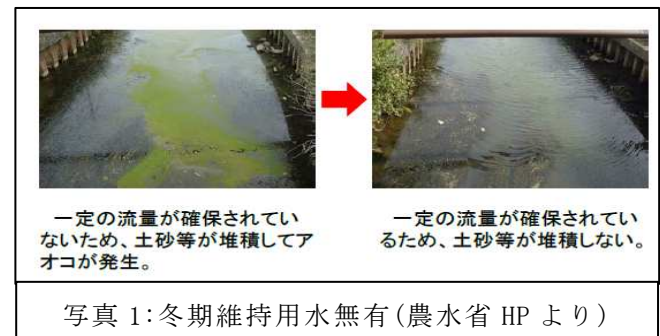 一定の流量が確保されてい
ないため、土砂等が堆積してア
オコが発生。
一定の流量が確保されてい
るため、土砂等が堆積しない。
写真 1:冬期維持用水無有(農水省 HP より)